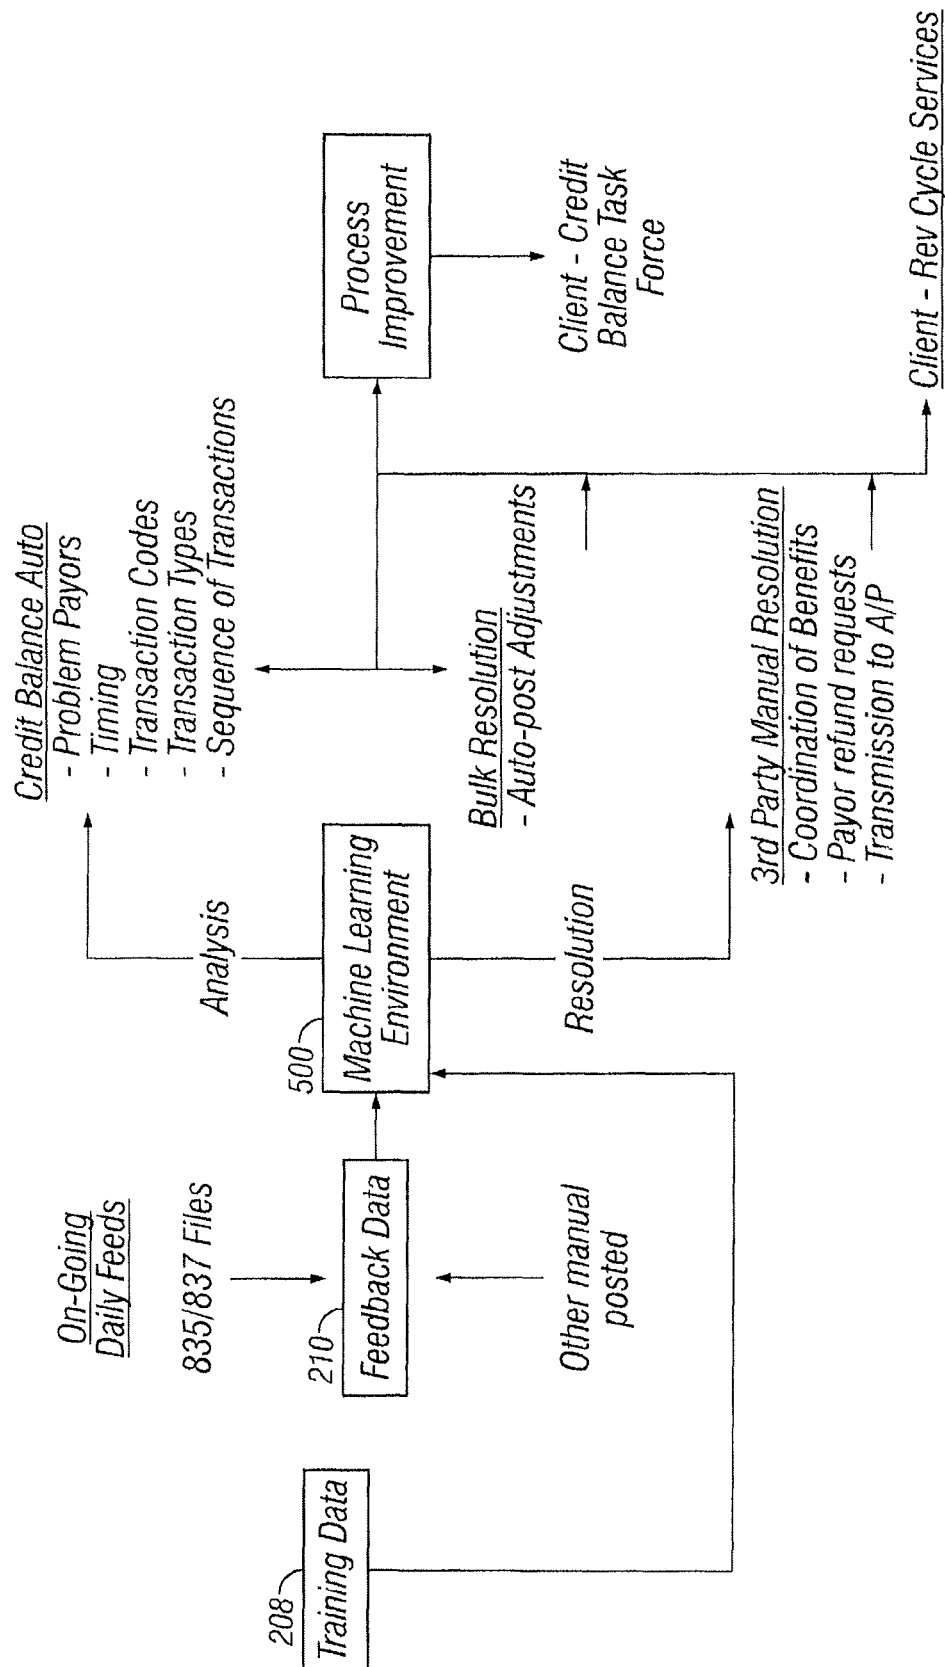 208
Training Data
On-Going
Daily Feeds
835/837 Files
210
Feedback Data
Other manual
posted
500
Machine Learning
Environment
Analysis
Resolution
Credit Balance Auto
- Problem Payors
- Timing
- Transaction Codes
- Transaction Types
- Sequence of Transactions
Bulk Resolution
- Auto-post Adjustments
3rd Party Manual Resolution
- Coordination of Benefits
- Payor refund requests
- Transmission to A/P
Process
Improvement
Client - Credit
Balance Task
Force
Client - Rev Cycle Services